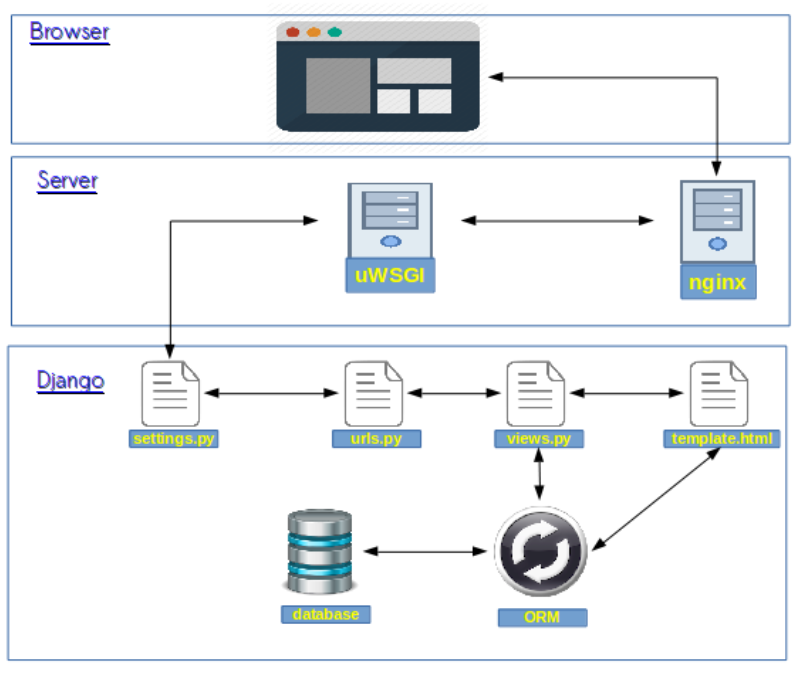 Browser
Server
uWSGI
nginx
Django
settings.py
urls.py
views.py
template.html
database
ORM